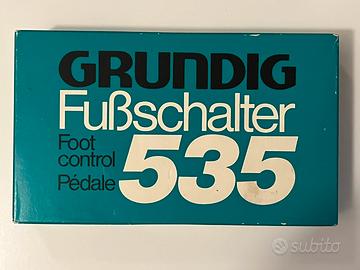 GRUNDIG
Fußschalter
Foot
control
Pédale
535
subito